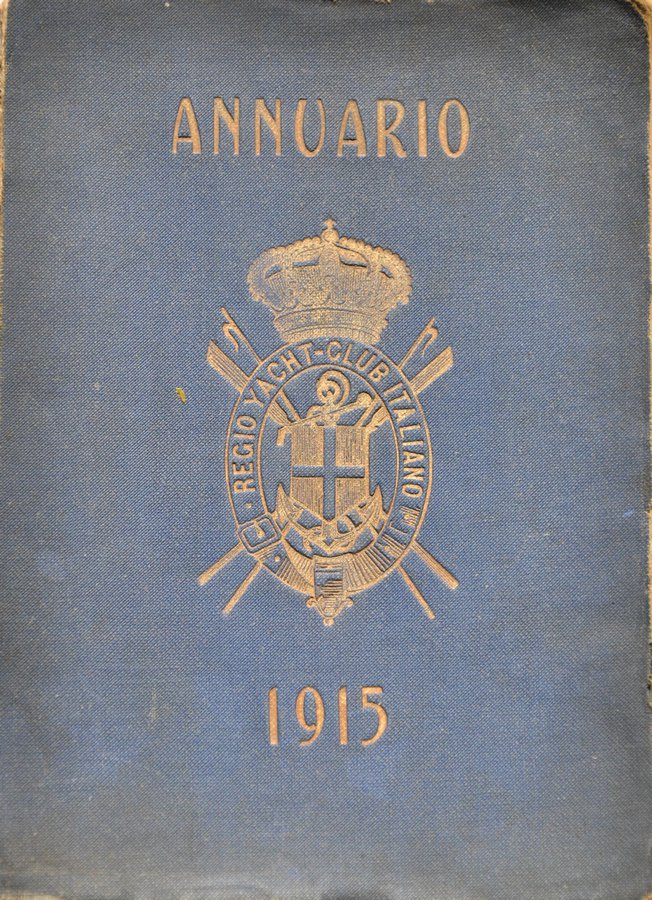 ANNUARIO
· REGIO YACHT-CLUB ITALIANO ·
1915